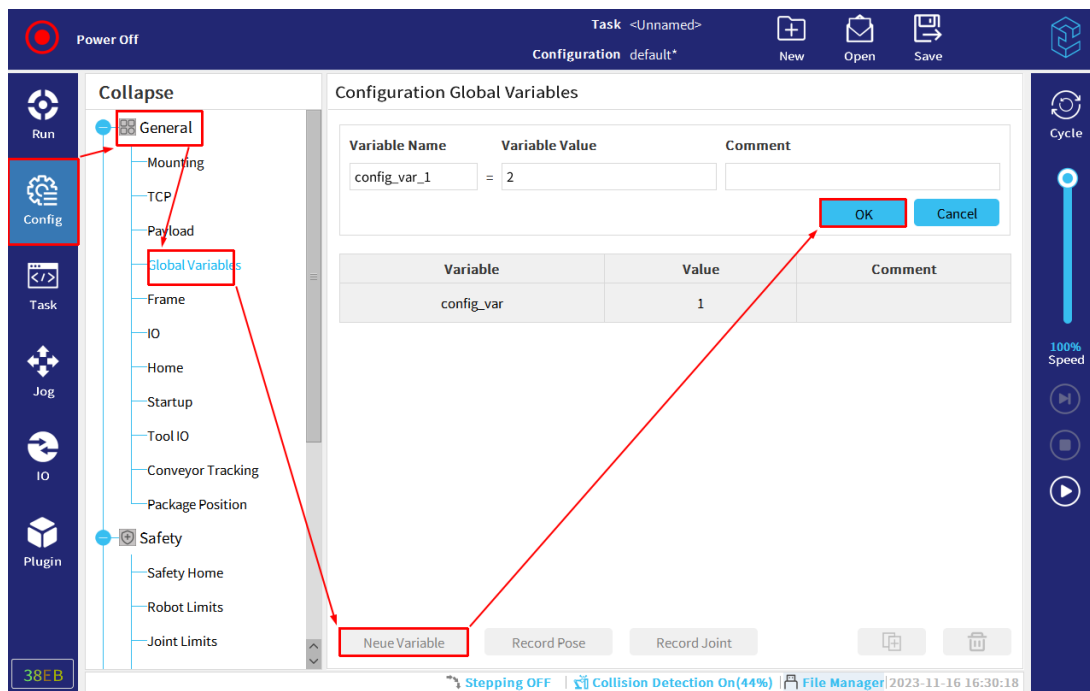 Power Off
Task <Unnamed>
Configuration default*
New
Open
Save
Run
Config
Task
Jog
IO
Plugin
38EB
Collapse
General
Mounting
TCP
Payload
Global Variables
Frame
IO
Home
Startup
Tool IO
Conveyor Tracking
Package Position
Safety
Safety Home
Robot Limits
Joint Limits
Configuration Global Variables
Variable Name Variable Value Comment
config_var_1 = 2
OK Cancel
Variable Value Comment
config_var 1
Neue Variable Record Pose Record Joint
Stepping OFF Collision Detection On(44%) File Manager 2023-11-16 16:30:18
Cycle
100%
Speed